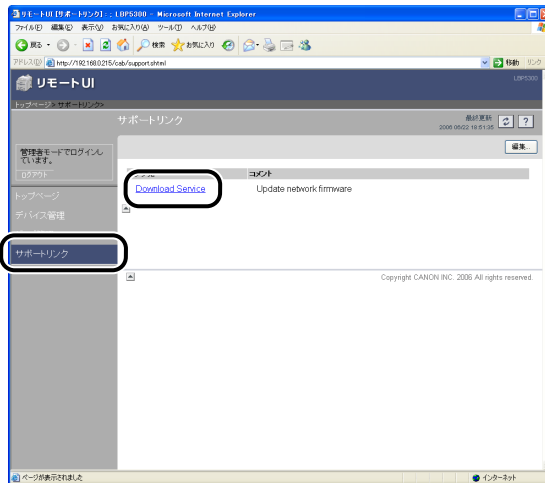 リモートUI [サポートリンク] : ; LBP5300 - Microsoft Internet Explorer
ファイル(F) 編集(E) 表示(V) お気に入り(A) ツール(T) ヘルプ(H)
戻る 検索 お気に入り
アドレス(D) http://192.168.0.215/cab/support.shtml 移動 リンク
リモートUI LBP5300
トップページ > サポートリンク>
サポートリンク 最終更新
2006 06/22 18:51:35 ?
編集...
管理者モードでログインし
ています。
ログアウト
コメント
Download Service Update network firmware
トップページ
デバイス管理
サポートリンク
Copyright CANON INC. 2006 All rights reserved.
ページが表示されました インターネット